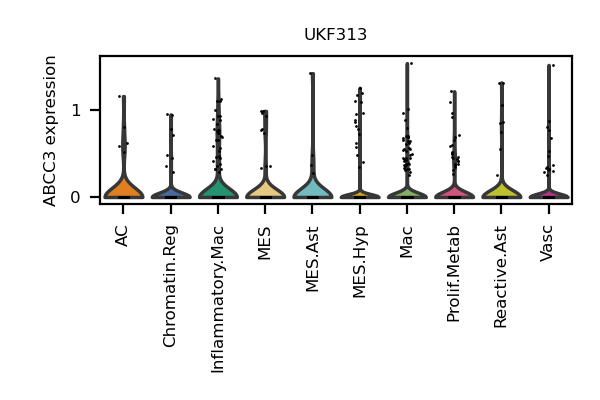 UKF313
ABCC3 expression
1
0
AC
Chromatin.Reg
Inflammatory.Mac
MES
MES.Ast
MES.Hyp
Mac
Prolif.Metab
Reactive.Ast
Vasc